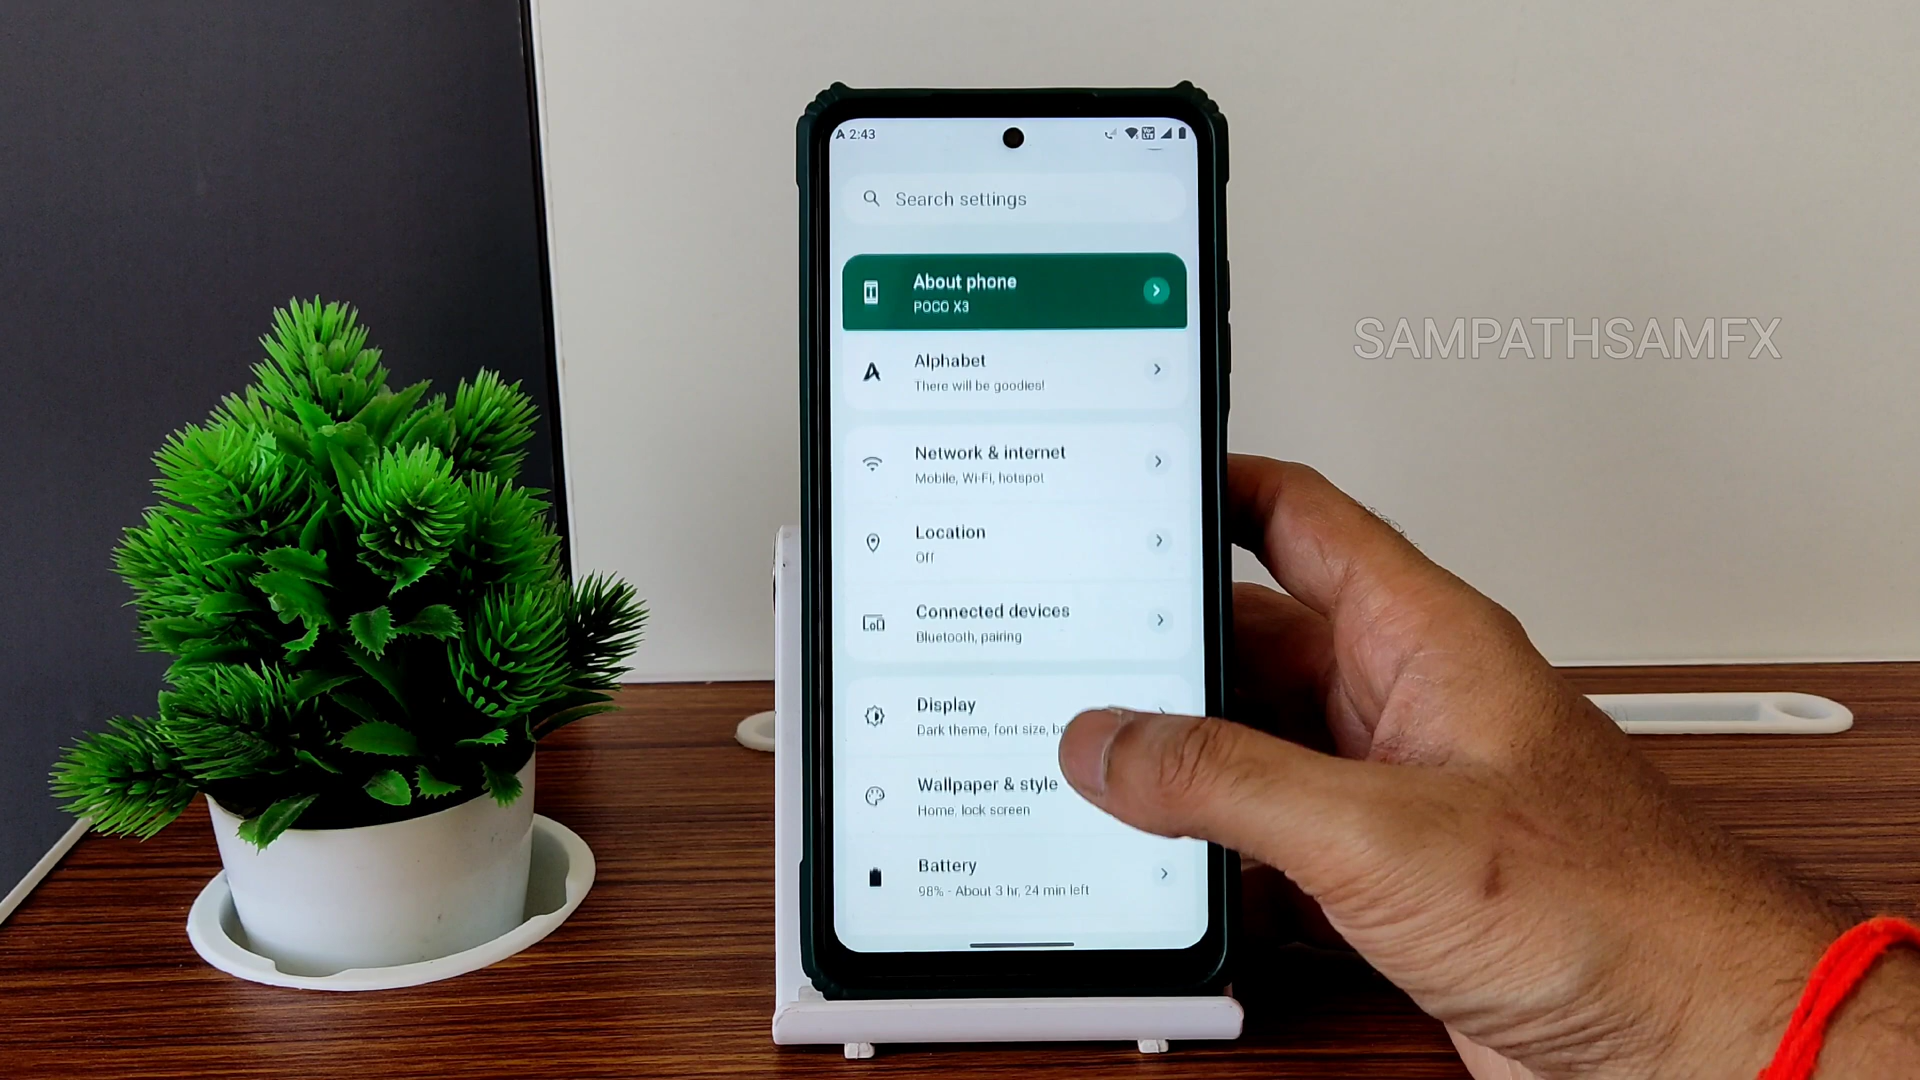 A 2:43
Search settings
About phone
POCO X3
Alphabet
There will be goodies!
Network & internet
Mobile, Wi-Fi, hotspot
Location
Off
Connected devices
Bluetooth, pairing
Display
Dark theme, font size,
Wallpaper & style
Home, lock screen
Battery
98% - About 3 hr, 24 min left
SAMPATHSAMFX